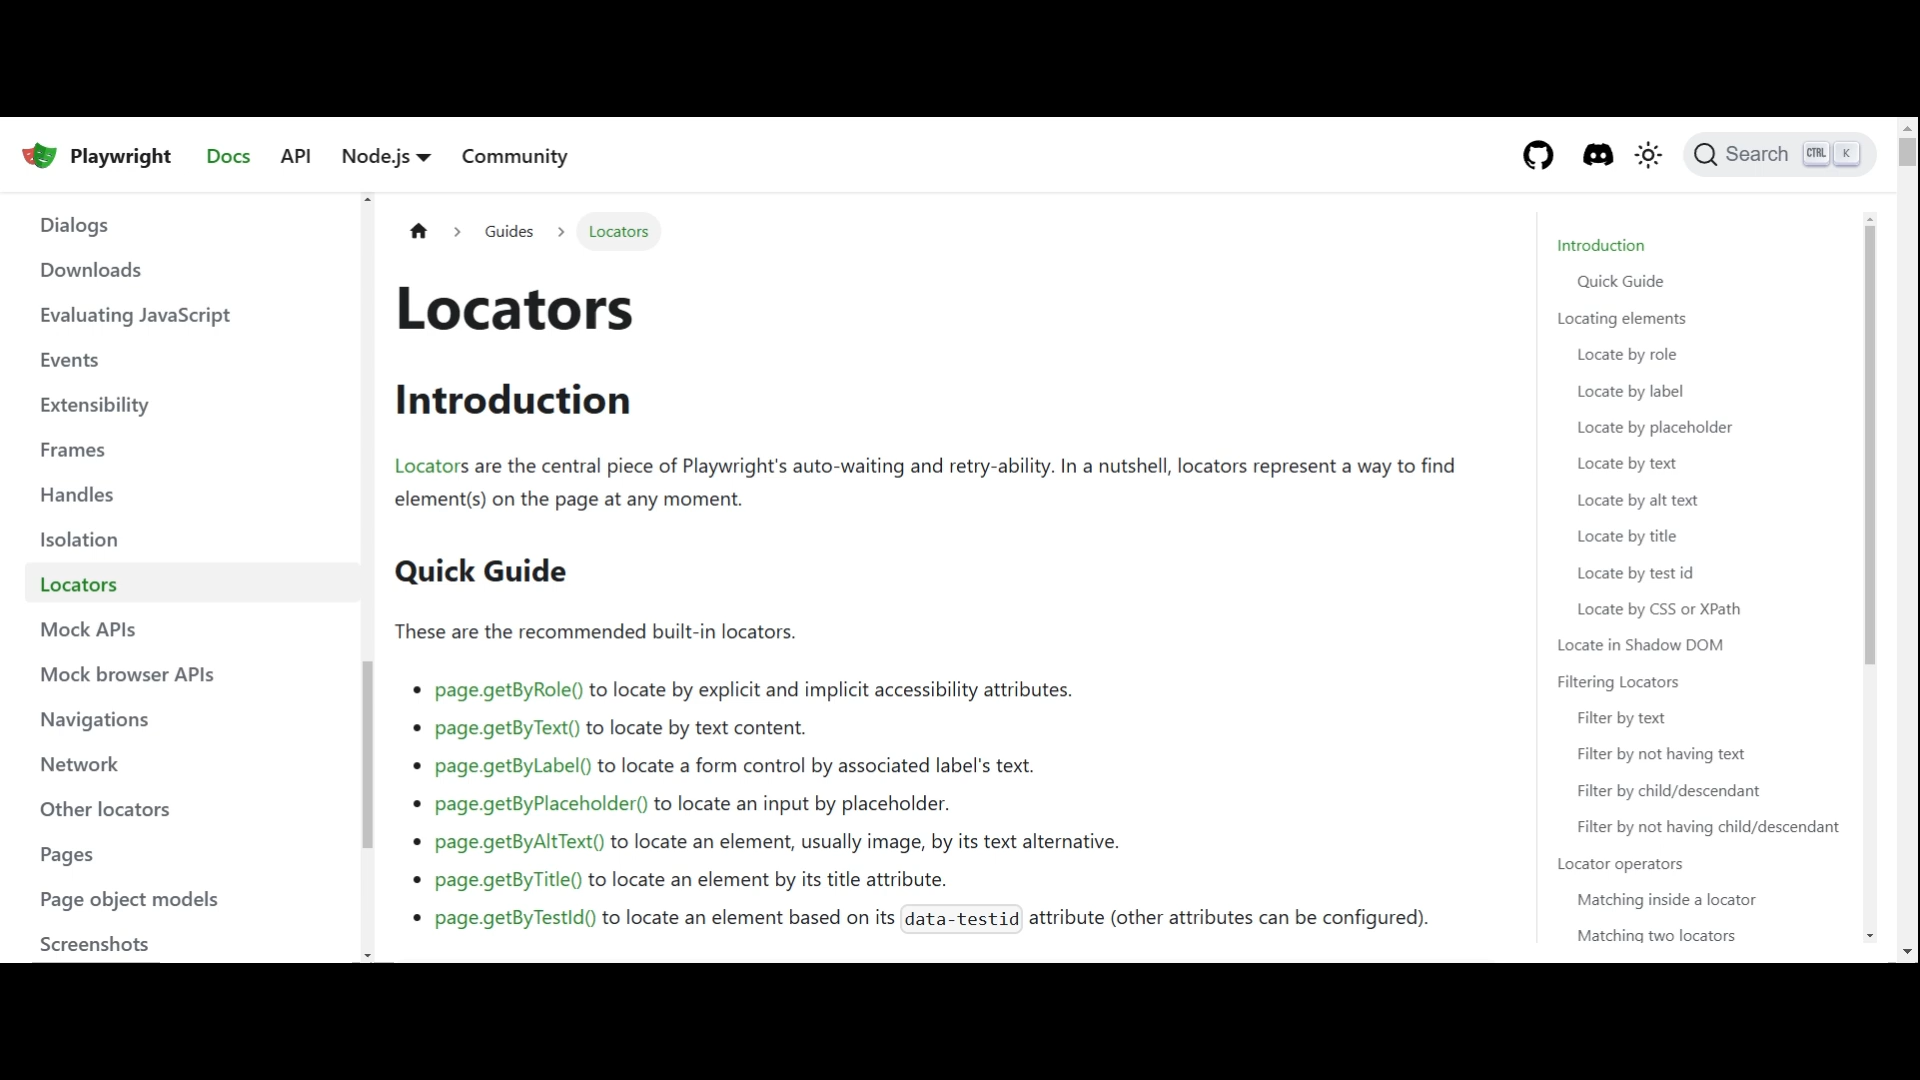 Playwright Docs API Node.js Community Search CTRL K
Dialogs
Downloads
Evaluating JavaScript
Events
Extensibility
Frames
Handles
Isolation
Locators
Mock APIs
Mock browser APIs
Navigations
Network
Other locators
Pages
Page object models
Screenshots
Guides Locators
Locators
Introduction
Locators are the central piece of Playwright's auto-waiting and retry-ability. In a nutshell, locators represent a way to find
element(s) on the page at any moment.
Quick Guide
These are the recommended built-in locators.
page.getByRole() to locate by explicit and implicit accessibility attributes.
page.getByText() to locate by text content.
page.getByLabel() to locate a form control by associated label's text.
page.getByPlaceholder() to locate an input by placeholder.
page.getByAltText() to locate an element, usually image, by its text alternative.
page.getByTitle() to locate an element by its title attribute.
page.getByTestId() to locate an element based on its data-testid attribute (other attributes can be configured).
Introduction
Quick Guide
Locating elements
Locate by role
Locate by label
Locate by placeholder
Locate by text
Locate by alt text
Locate by title
Locate by test id
Locate by CSS or XPath
Locate in Shadow DOM
Filtering Locators
Filter by text
Filter by not having text
Filter by child/descendant
Filter by not having child/descendant
Locator operators
Matching inside a locator
Matching two locators